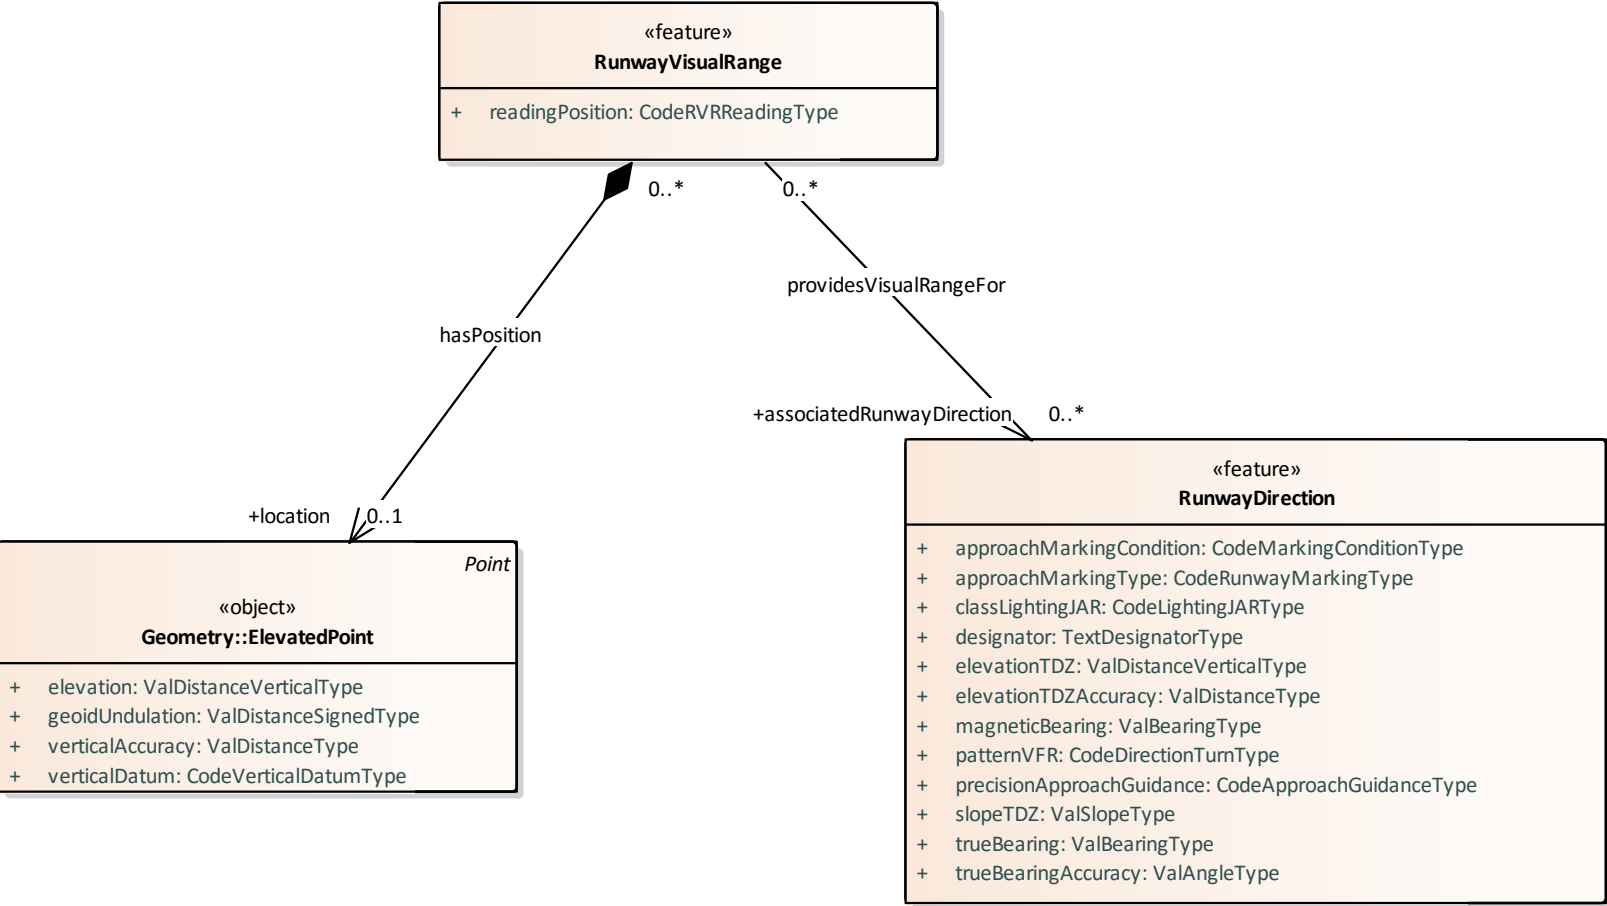 «feature»
RunwayVisualRange
+ readingPosition: CodeRVRReadingType
0..*
0..*
providesVisualRangeFor
hasPosition
+associatedRunwayDirection
0..*
+location
0..1
«feature»
RunwayDirection
+ approachMarkingCondition: CodeMarkingConditionType
+ approachMarkingType: CodeRunwayMarkingType
+ classLightingJAR: CodeLightingJARType
+ designator: TextDesignatorType
+ elevationTDZ: ValDistanceVerticalType
+ elevationTDZAccuracy: ValDistanceType
+ magneticBearing: ValBearingType
+ patternVFR: CodeDirectionTurnType
+ precisionApproachGuidance: CodeApproachGuidanceType
+ slopeTDZ: ValSlopeType
+ trueBearing: ValBearingType
+ trueBearingAccuracy: ValAngleType
Point
«object»
Geometry::ElevatedPoint
+ elevation: ValDistanceVerticalType
+ geoidUndulation: ValDistanceSignedType
+ verticalAccuracy: ValDistanceType
+ verticalDatum: CodeVerticalDatumType